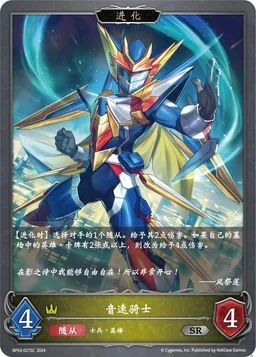 进化
【进化时】选择对手的1个随从。给予其2点伤害。如果自己的墓
场中的英雄・卡牌有2张或以上，则改为给予4点伤害。
在影之诗中我能够自由自在！所以非常开心！
——风祭莲
音速骑士
4
随从
士兵・英雄
SR
4
BP03-027SC 2024
© Cygames, Inc. Published by NetEase Games